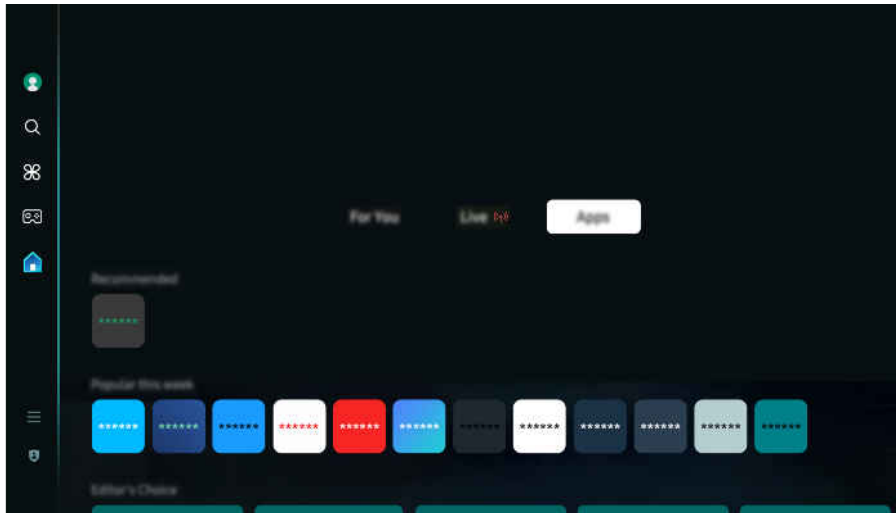 For You
Live
Apps
Recommended
******
Popular this week
****** ****** ****** ****** ****** ****** ****** ****** ****** ****** ****** ******
Editor's Choice